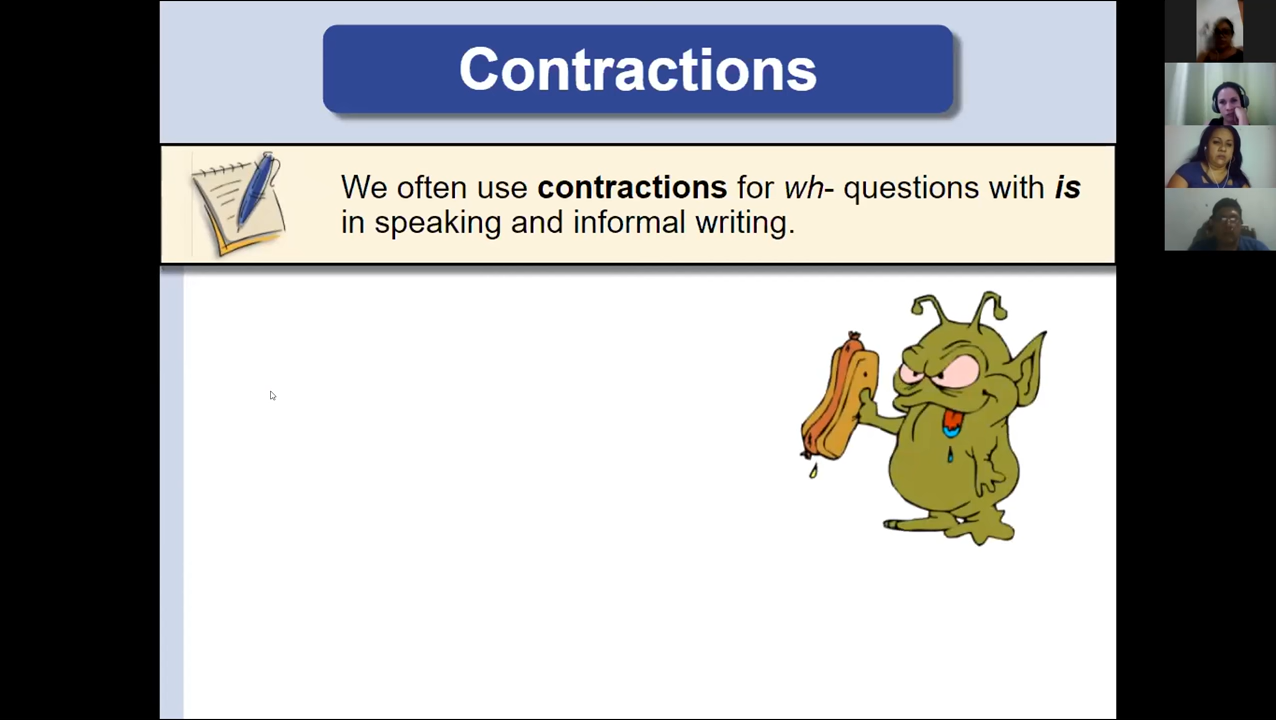 Contractions
We often use contractions for wh- questions with is
in speaking and informal writing.